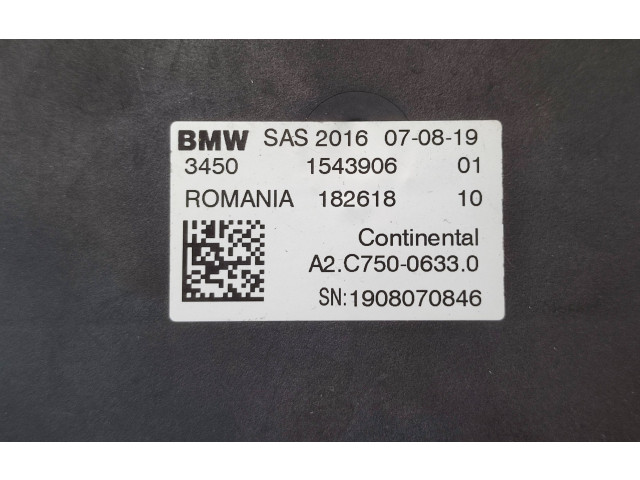 BMW SAS 2016 07-08-19
3450 1543906 01
ROMANIA 182618 10
Continental
A2.C750-0633.0
SN:1908070846